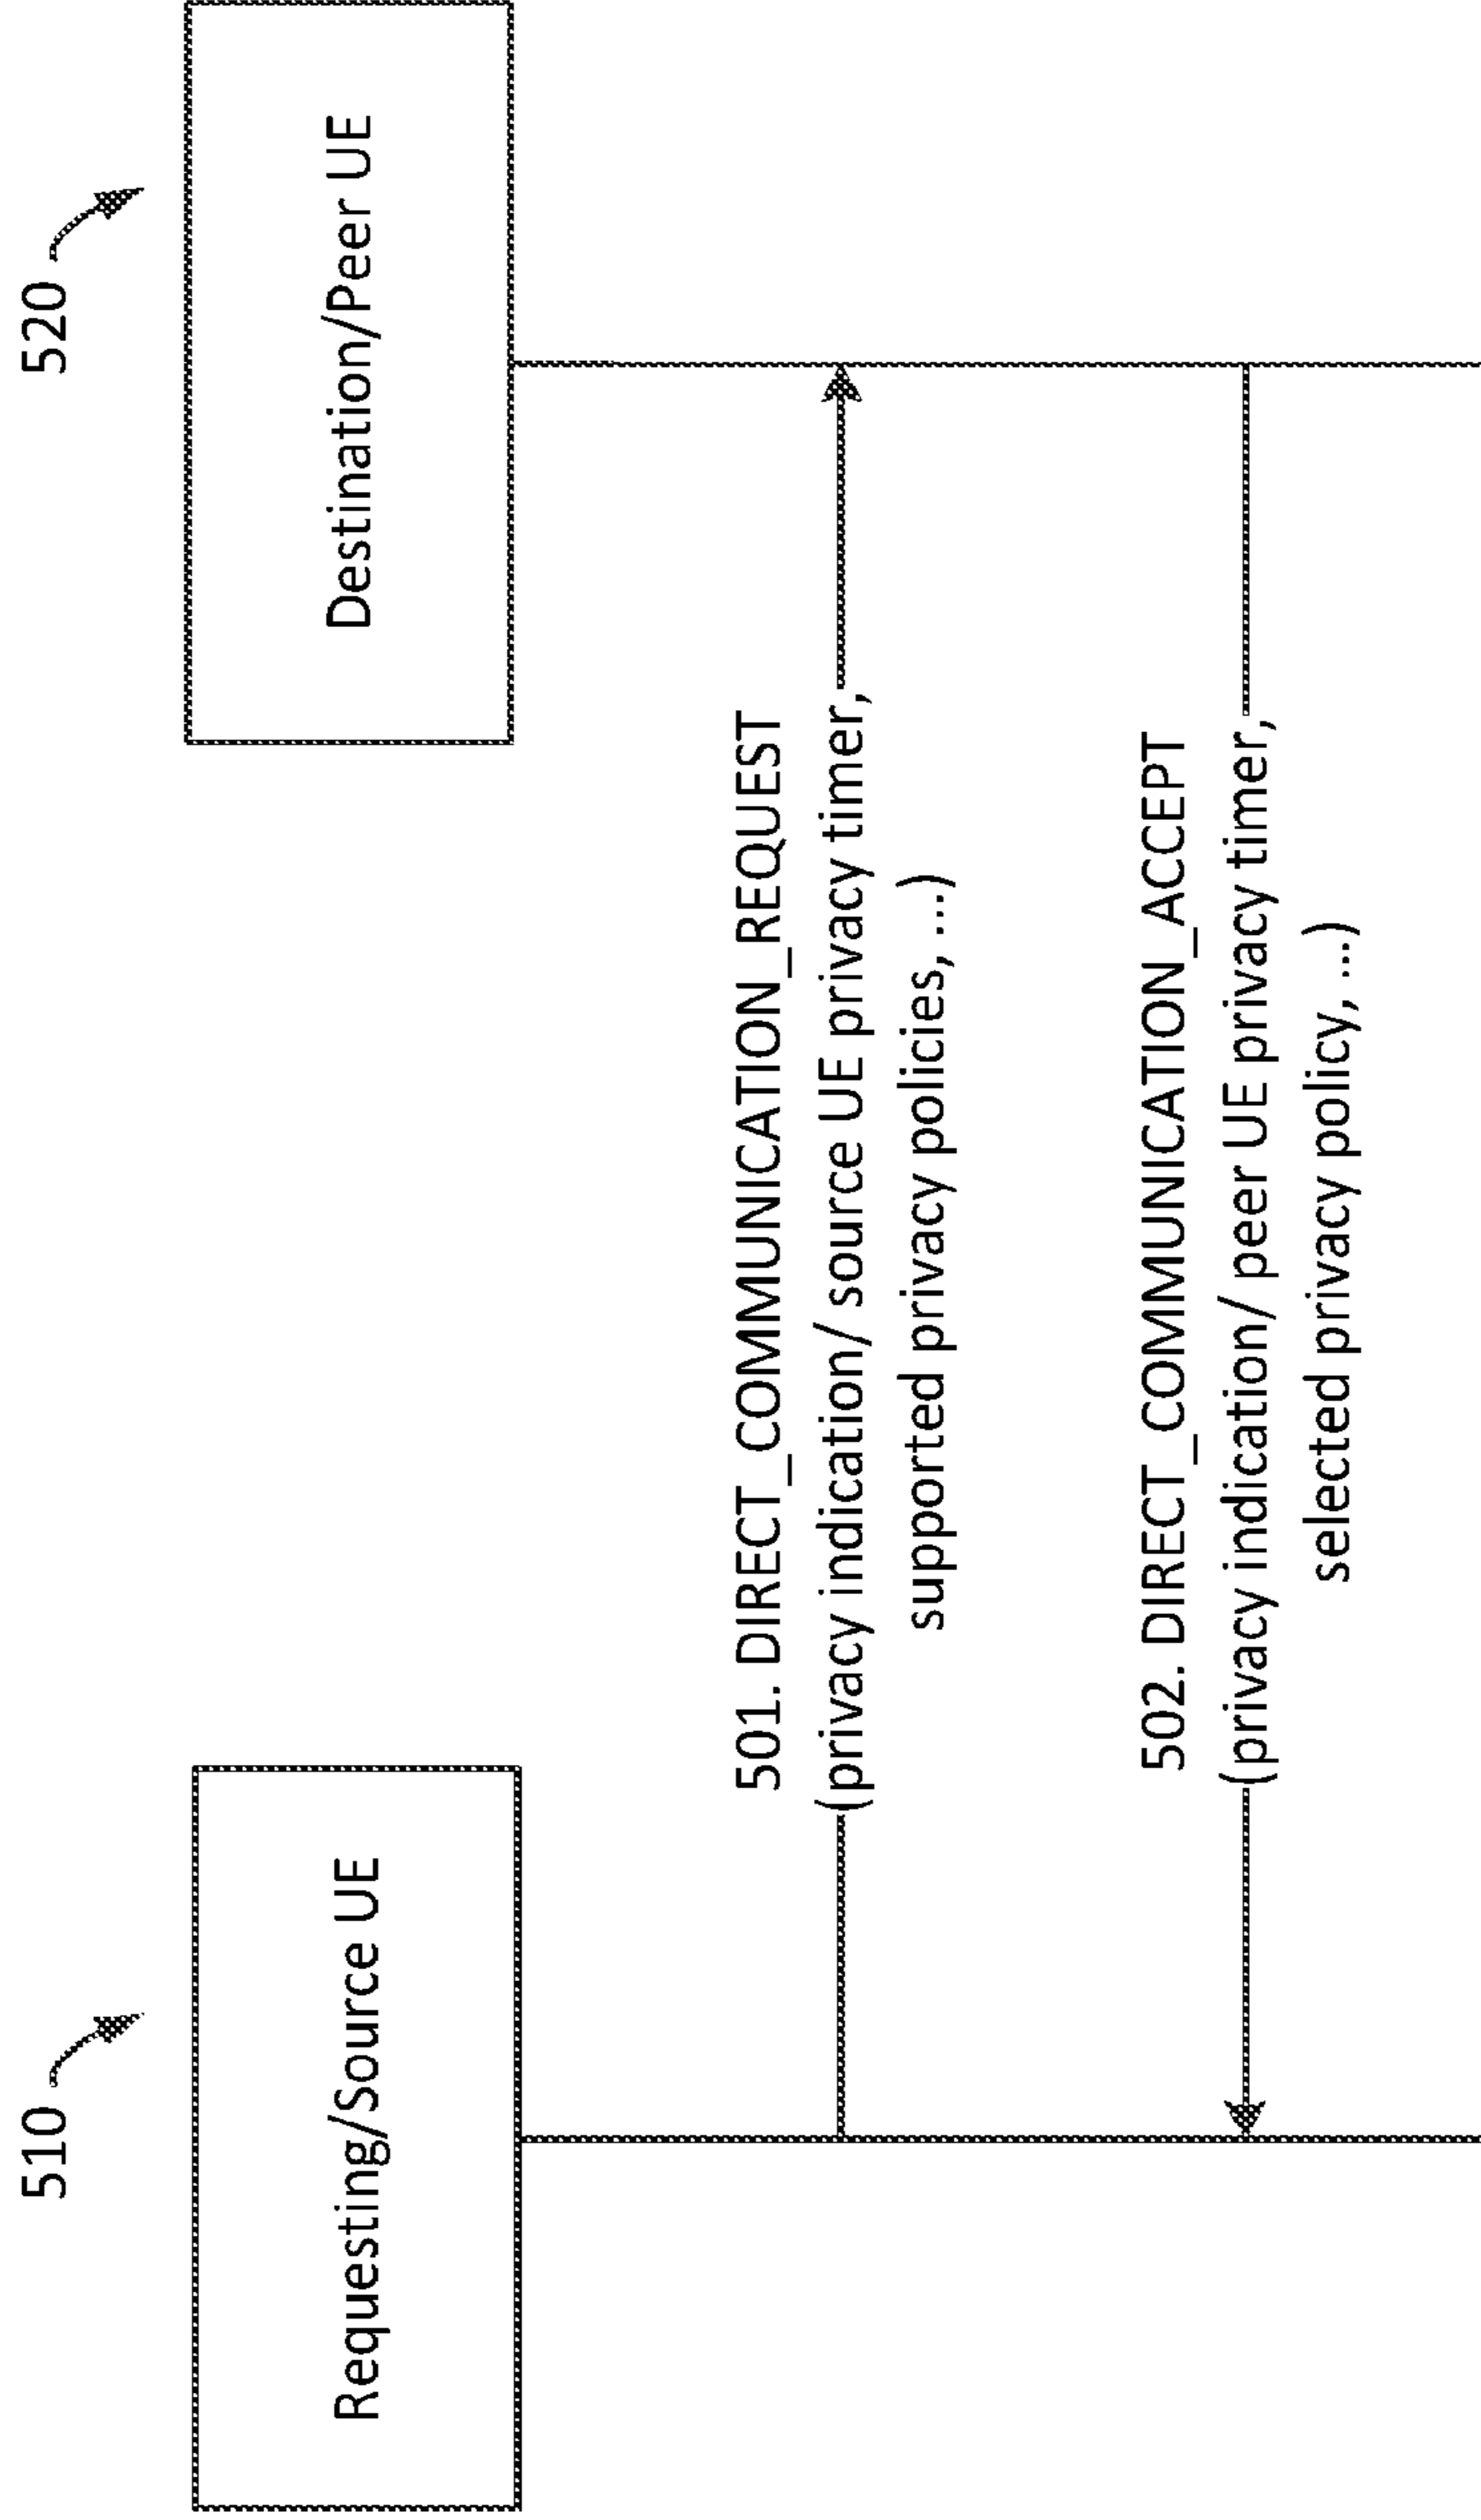 510
520
Requesting/Source UE
Destination/Peer UE
501. DIRECT_COMMUNICATION_REQUEST
(privacy indication/ source UE privacy timer,
supported privacy policies, ...)
502. DIRECT_COMMUNICATION_ACCEPT
(privacy indication/ peer UE privacy timer,
selected privacy policy, ...)